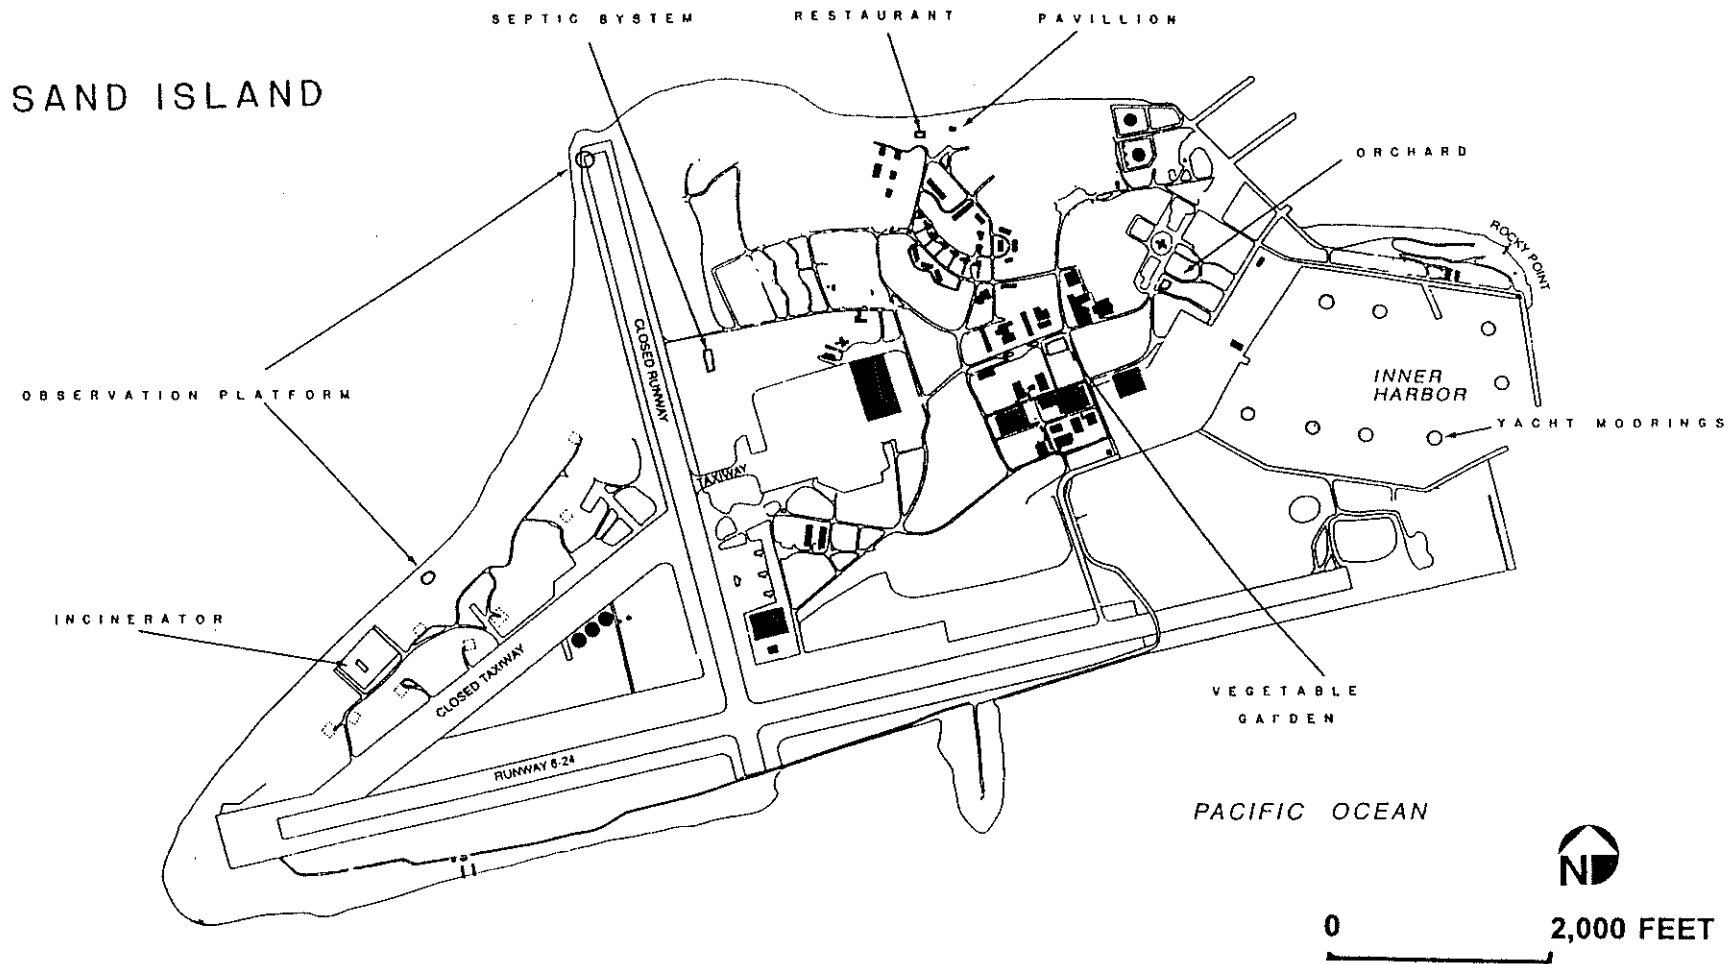 SEPTIC BYSTEM
RESTAURANT
PAVILLION
SAND ISLAND
ORCHARD
ROCKY POINT
CLOSED RUNWAY
INNER
HARBOR
OBSERVATION PLATFORM
YACHT MOORINGS
TAXIWAY
INCINERATOR
CLOSED TAXIWAY
VEGETABLE
GARDEN
RUNWAY 6-24
PACIFIC OCEAN
N
0
2,000 FEET